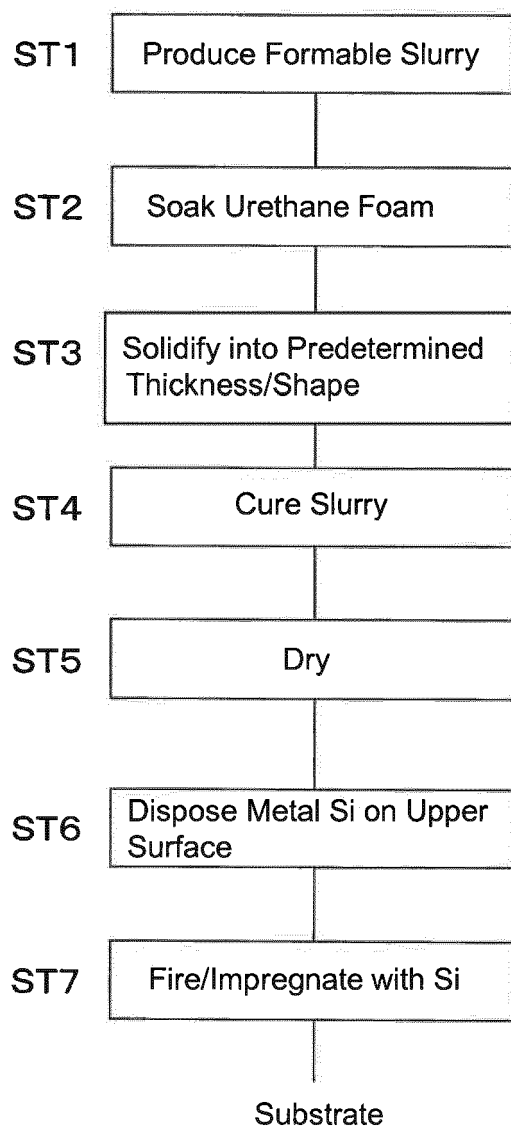 ST1 Produce Formable Slurry
ST2 Soak Urethane Foam
ST3 Solidify into Predetermined
Thickness/Shape
ST4 Cure Slurry
ST5 Dry
ST6 Dispose Metal Si on Upper
Surface
ST7 Fire/Impregnate with Si
Substrate